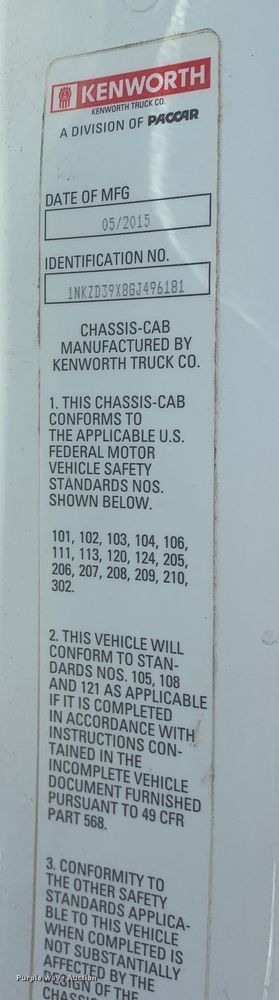 KENWORTH
KENWORTH TRUCK CO.
A DIVISION OF PACCAR
DATE OF MFG
05/2015
IDENTIFICATION NO.
1NKZD39X8GJ496181
CHASSIS-CAB
MANUFACTURED BY
KENWORTH TRUCK CO.
1. THIS CHASSIS-CAB
CONFORMS TO
THE APPLICABLE U.S.
FEDERAL MOTOR
VEHICLE SAFETY
STANDARDS NOS.
SHOWN BELOW.
101, 102, 103, 104, 106,
111, 113, 120, 124, 205,
206, 207, 208, 209, 210,
302.
2. THIS VEHICLE WILL
CONFORM TO STAN-
DARDS NOS. 105, 108
AND 121 AS APPLICABLE
IF IT IS COMPLETED
IN ACCORDANCE WITH
INSTRUCTIONS CON-
TAINED IN THE
INCOMPLETE VEHICLE
DOCUMENT FURNISHED
PURSUANT TO 49 CFR
PART 568.
3. CONFORMITY TO
THE OTHER SAFETY
STANDARDS APPLICA-
BLE TO THIS VEHICLE
WHEN COMPLETED IS
NOT SUBSTANTIALLY
AFFECTED BY THE
DESIGN OF THE
Purple Wave Auction